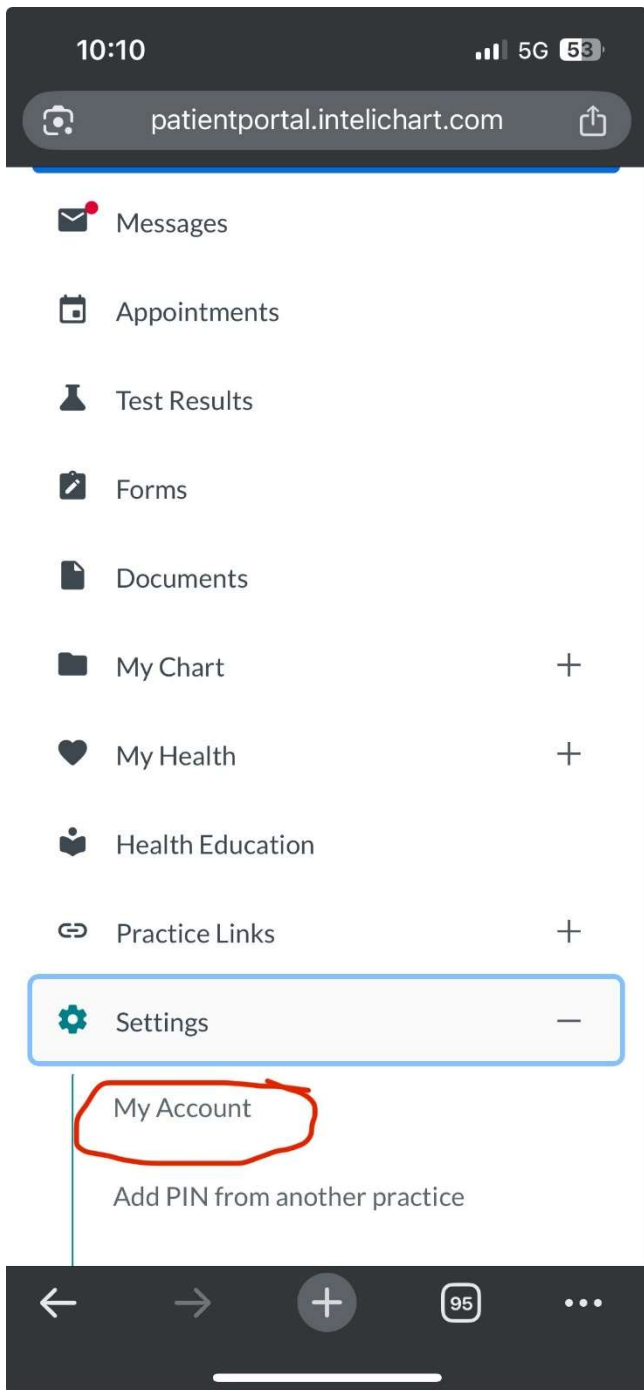 10:10 5G 53
patientportal.intelichart.com
Messages
Appointments
Test Results
Forms
Documents
My Chart
My Health
Health Education
Practice Links
Settings
My Account
Add PIN from another practice
95